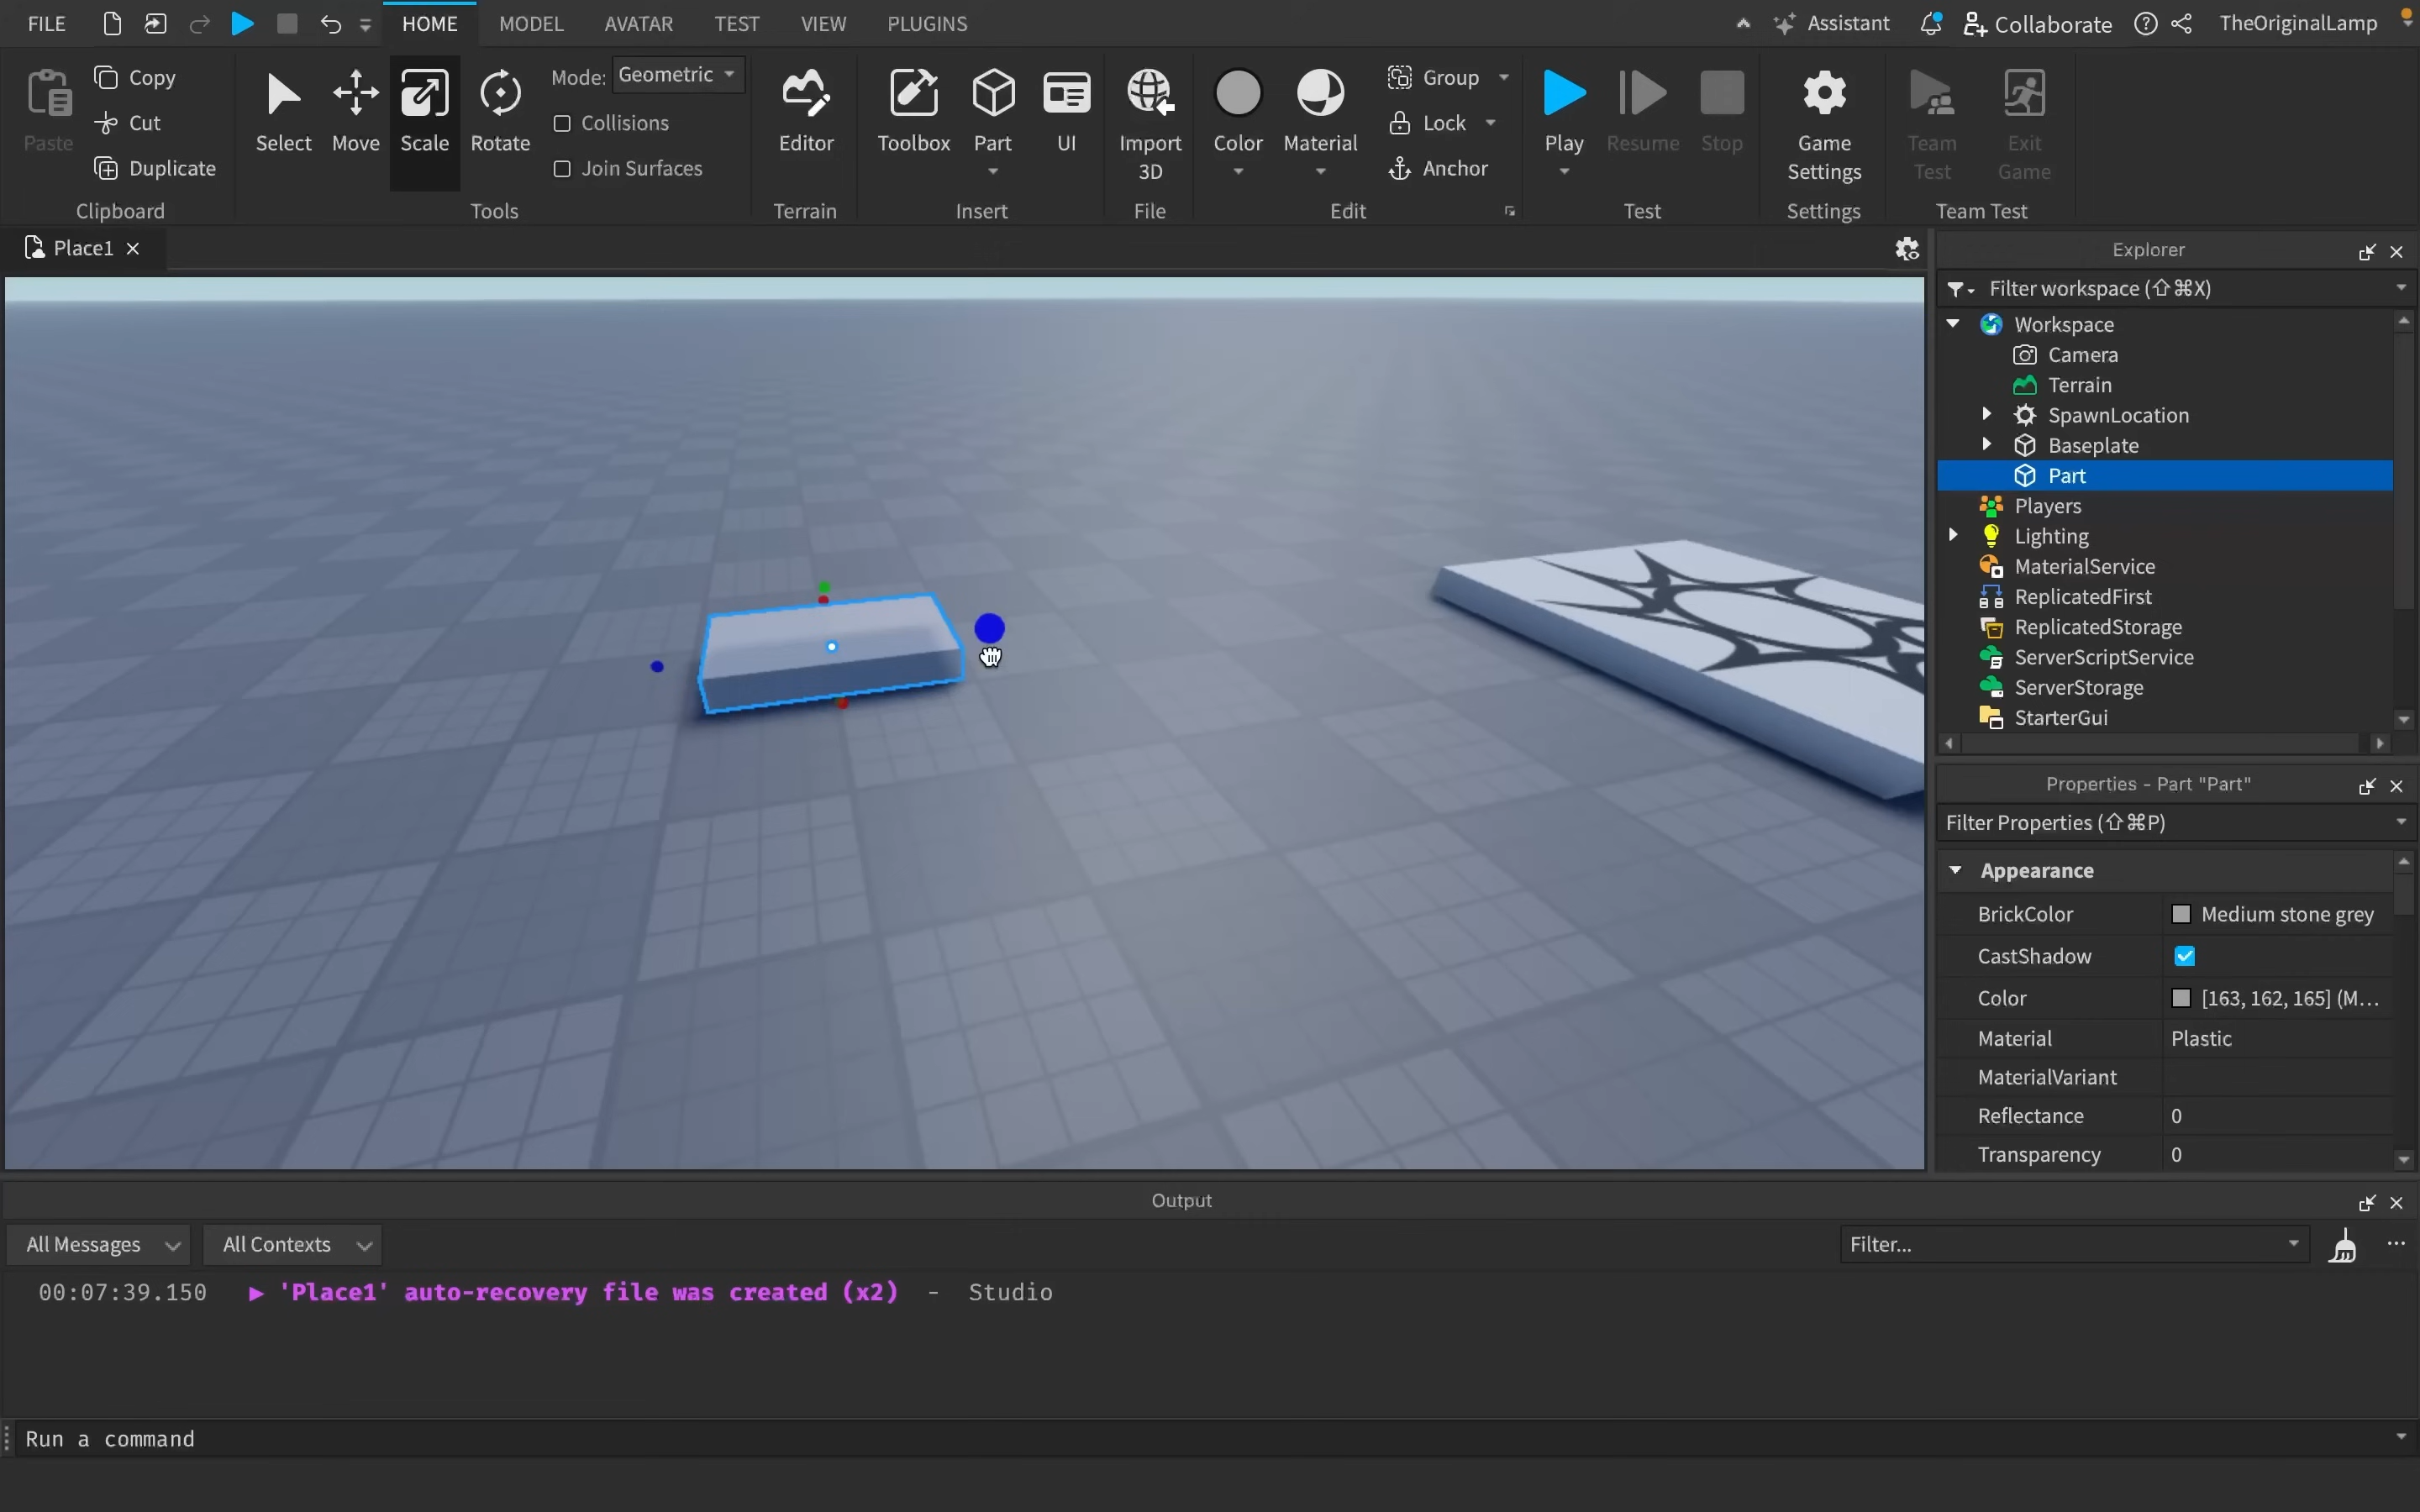 FILE HOME MODEL AVATAR TEST VIEW PLUGINS Assistant Collaborate TheOriginalLamp
Paste
Copy
Cut
Duplicate
Clipboard
Select Move Scale Rotate
Mode: Geometric
Collisions
Join Surfaces
Tools
Editor
Terrain
Toolbox Part UI
Insert
Import
3D
File
Color Material
Group
Lock
Anchor
Edit
Play Resume Stop
Test
Game
Settings
Settings
Team
Test
Exit
Game
Team Test
Place1
Explorer
Filter workspace (⇧⌘X)
Workspace
Camera
Terrain
SpawnLocation
Baseplate
Part
Players
Lighting
MaterialService
ReplicatedFirst
ReplicatedStorage
ServerScriptService
ServerStorage
StarterGui
Properties - Part "Part"
Filter Properties (⇧⌘P)
Appearance
BrickColor Medium stone grey
CastShadow
Color [163, 162, 165] (M...
Material Plastic
MaterialVariant
Reflectance 0
Transparency 0
Output
All Messages All Contexts Filter...
00:07:39.150 ▶ 'Place1' auto-recovery file was created (x2) - Studio
Run a command